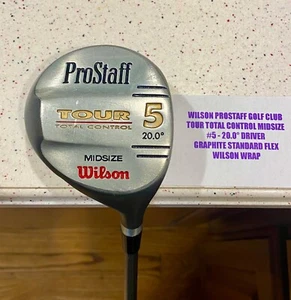 ProStaff
TOUR 5
TOTAL CONTROL 20.0°
MIDSIZE
Wilson
WILSON PROSTAFF GOLF CLUB
TOUR TOTAL CONTROL MIDSIZE
#5 - 20.0" DRIVER
GRAPHITE STANDARD FLEX
WILSON WRAP